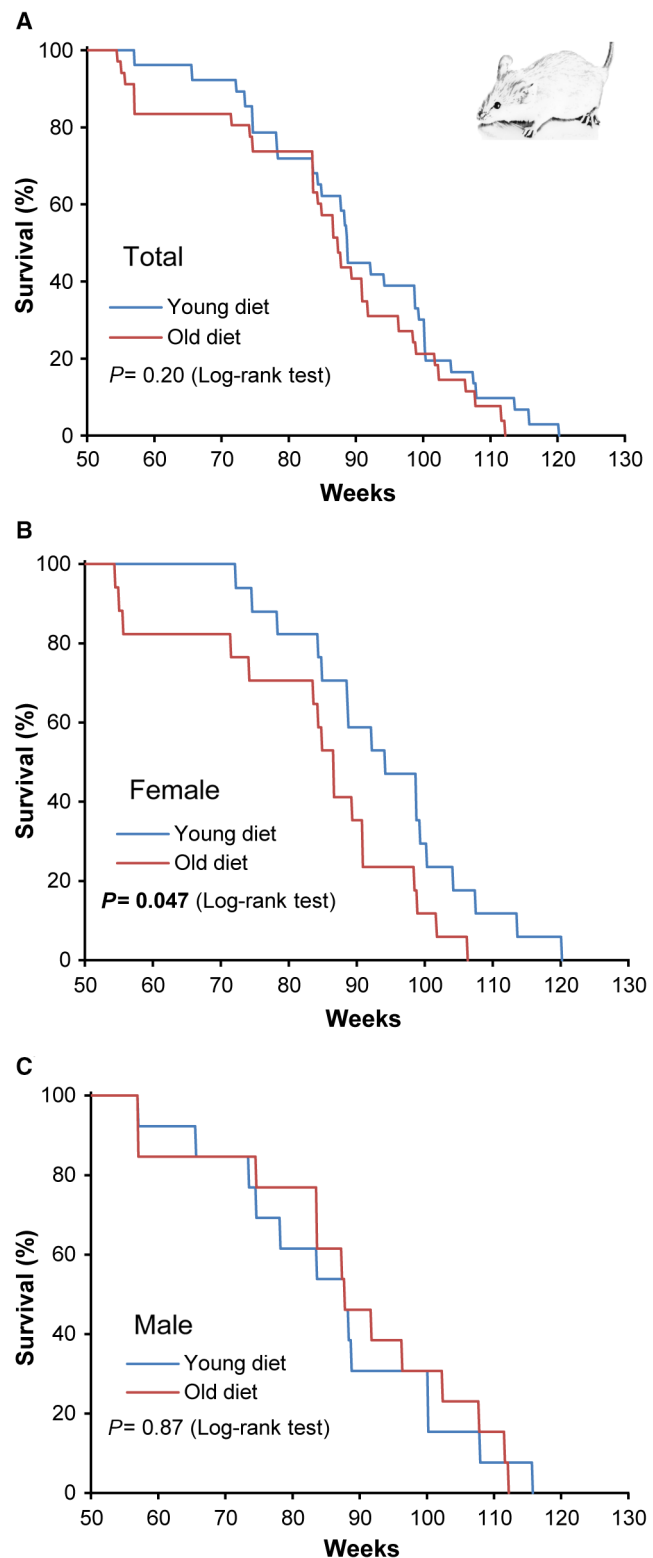 A
100
80
60
40
20
0
Survival (%)
Total
Young diet
Old diet
P= 0.20 (Log-rank test)
50 60 70 80 90 100 110 120 130
Weeks
B
100
80
60
40
20
0
Survival (%)
Female
Young diet
Old diet
P= 0.047 (Log-rank test)
50 60 70 80 90 100 110 120 130
Weeks
C
100
80
60
40
20
0
Survival (%)
Male
Young diet
Old diet
P= 0.87 (Log-rank test)
50 60 70 80 90 100 110 120 130
Weeks